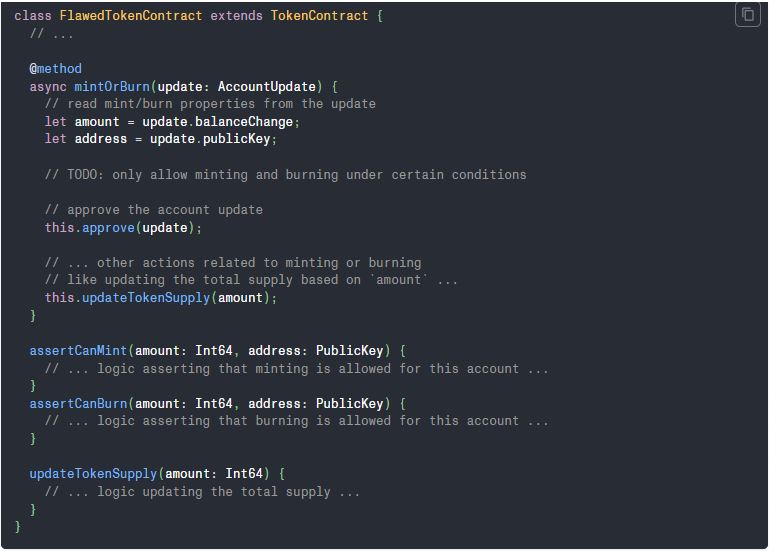 class FlawedTokenContract extends TokenContract {
  // ...

  @method
  async mintOrBurn(update: AccountUpdate) {
    // read mint/burn properties from the update
    let amount = update.balanceChange;
    let address = update.publicKey;

    // TODO: only allow minting and burning under certain conditions

    // approve the account update
    this.approve(update);

    // ... other actions related to minting or burning
    // like updating the total supply based on `amount` ...
    this.updateTokenSupply(amount);
  }

  assertCanMint(amount: Int64, address: PublicKey) {
    // ... logic asserting that minting is allowed for this account ...
  }
  assertCanBurn(amount: Int64, address: PublicKey) {
    // ... logic asserting that burning is allowed for this account ...
  }

  updateTokenSupply(amount: Int64) {
    // ... logic updating the total supply ...
  }
}